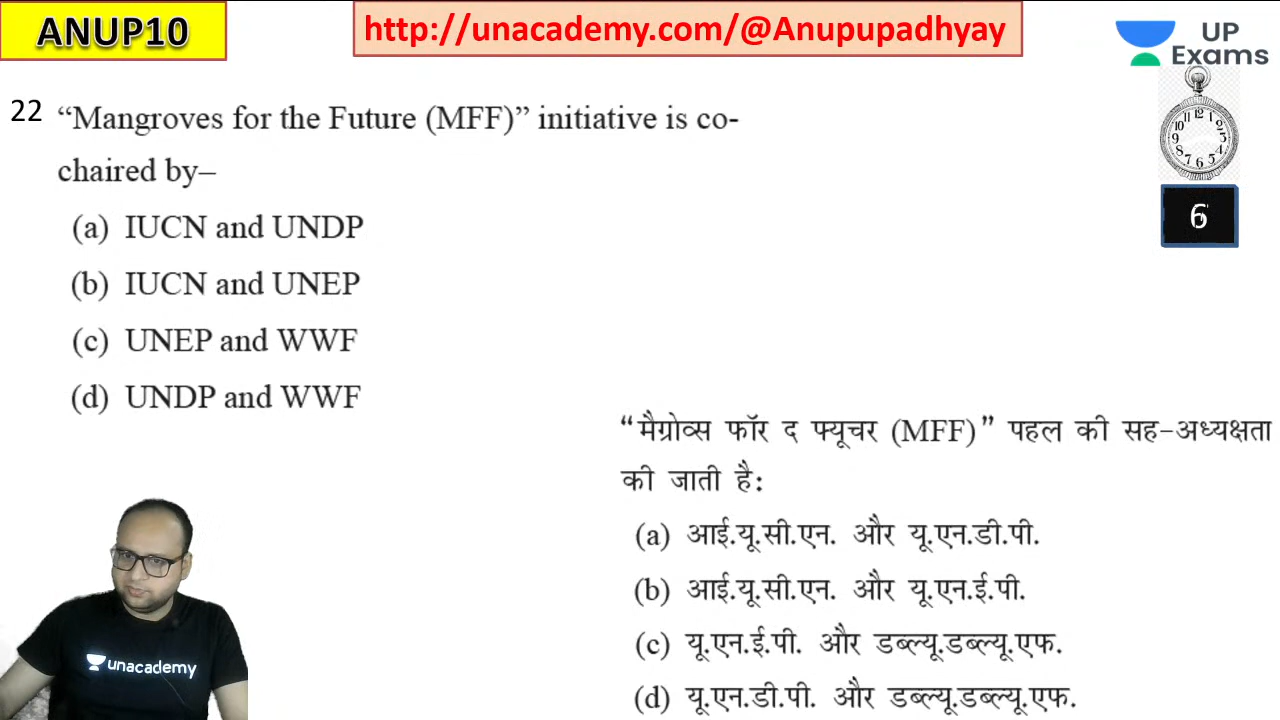 ANUP10
http://unacademy.com/@Anupupadhyay
UP
Exams
22 “Mangroves for the Future (MFF)” initiative is co-
chaired by–
(a) IUCN and UNDP
(b) IUCN and UNEP
(c) UNEP and WWF
(d) UNDP and WWF
6
“मैग्रोव्स फॉर द फ्यूचर (MFF)” पहल की सह-अध्यक्षता
की जाती है:
(a) आई.यू.सी.एन. और यू.एन.डी.पी.
(b) आई.यू.सी.एन. और यू.एन.ई.पी.
(c) यू.एन.ई.पी. और डब्ल्यू.डब्ल्यू.एफ.
(d) यू.एन.डी.पी. और डब्ल्यू.डब्ल्यू.एफ.
unacademy